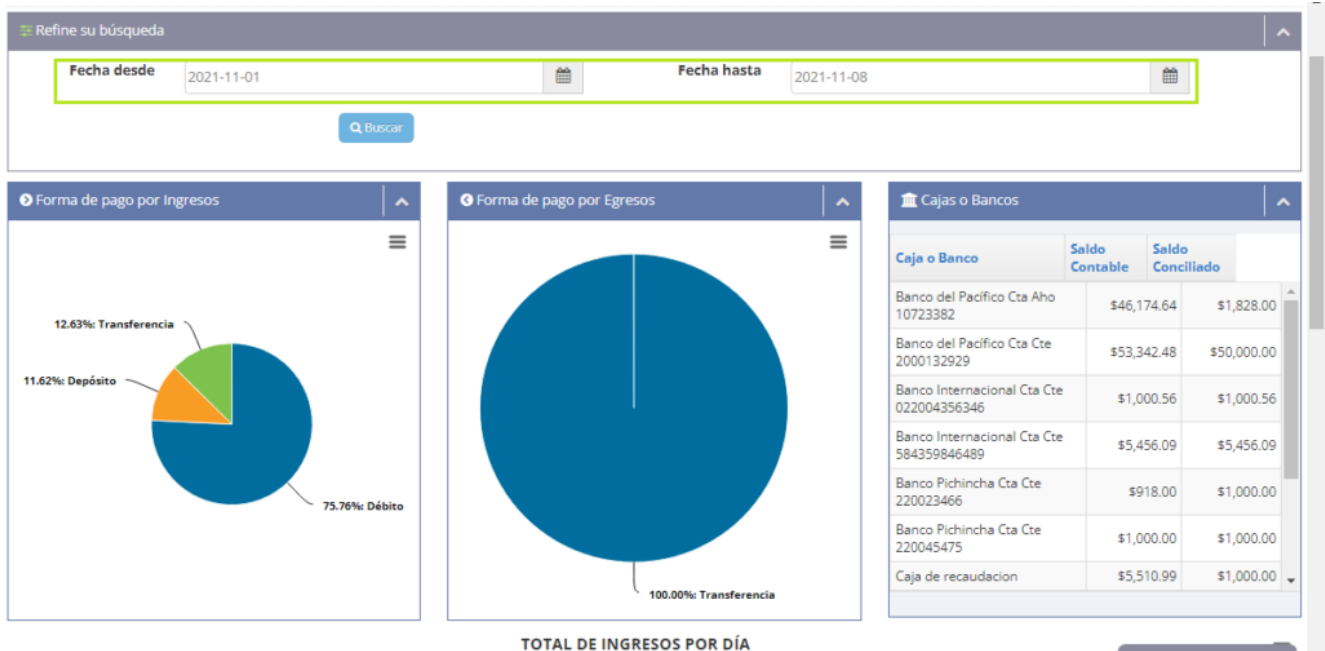 Refine su búsqueda
Fecha desde 2021-11-01 Fecha hasta 2021-11-08
Buscar
Forma de pago por Ingresos
12.63%: Transferencia
11.62%: Depósito
75.76%: Débito
Forma de pago por Egresos
100.00%: Transferencia
Cajas o Bancos
Caja o Banco Saldo Contable Saldo Conciliado
Banco del Pacífico Cta Aho
10723382 $46,174.64 $1,828.00
Banco del Pacífico Cta Cte
2000132929 $53,342.48 $50,000.00
Banco Internacional Cta Cte
022004356346 $1,000.56 $1,000.56
Banco Internacional Cta Cte
584359846489 $5,456.09 $5,456.09
Banco Pichincha Cta Cte
220023466 $918.00 $1,000.00
Banco Pichincha Cta Cte
220045475 $1,000.00 $1,000.00
Caja de recaudacion $5,510.99 $1,000.00
TOTAL DE INGRESOS POR DÍA